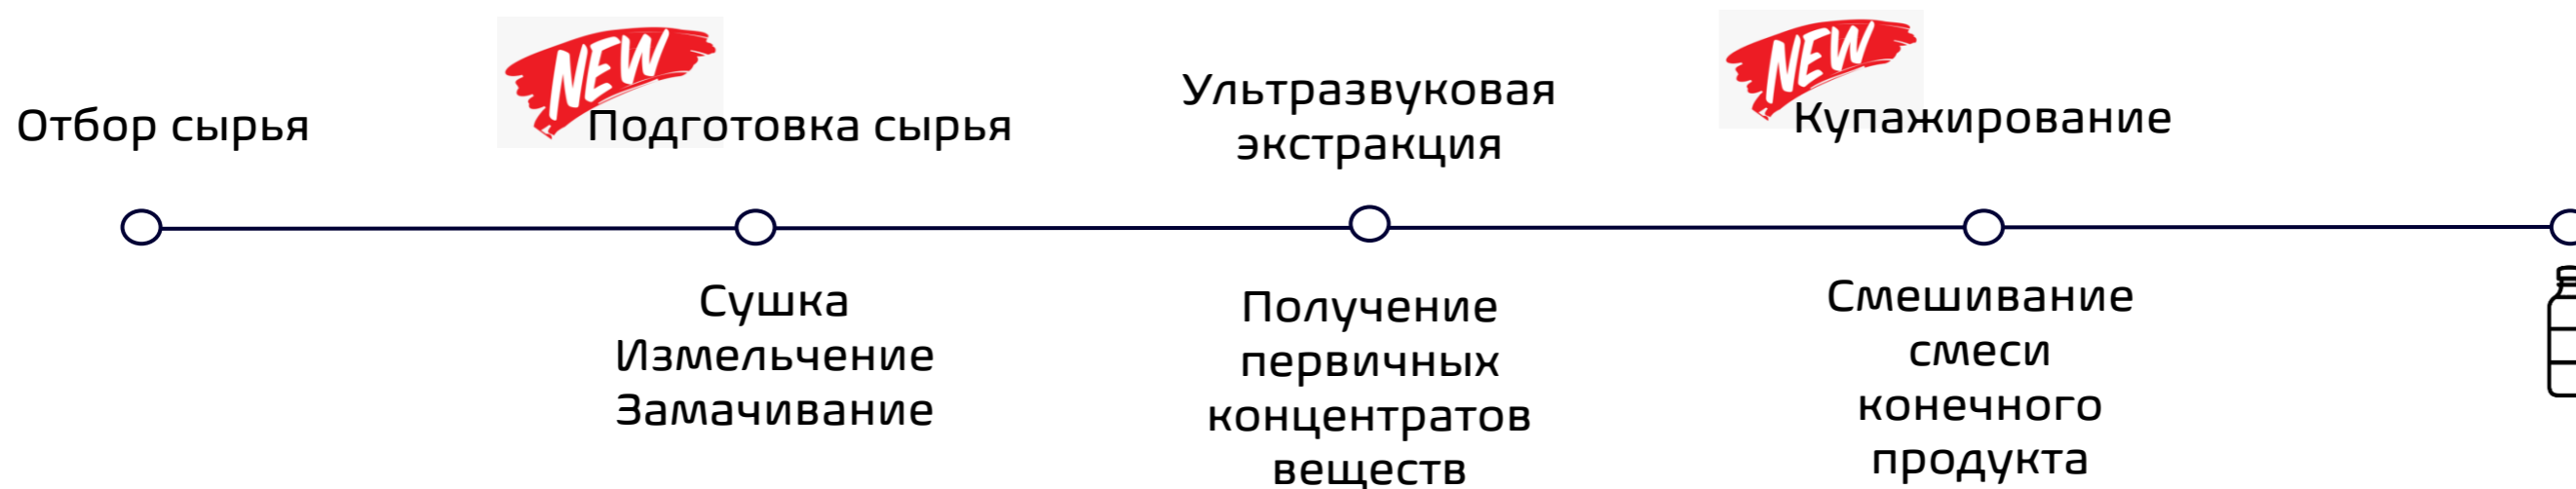 NEW
NEW
Отбор сырья
Подготовка сырья
Ультразвуковая
экстракция
Купажирование
Сушка
Измельчение
Замачивание
Получение
первичных
концентратов
веществ
Смешивание
смеси
конечного
продукта